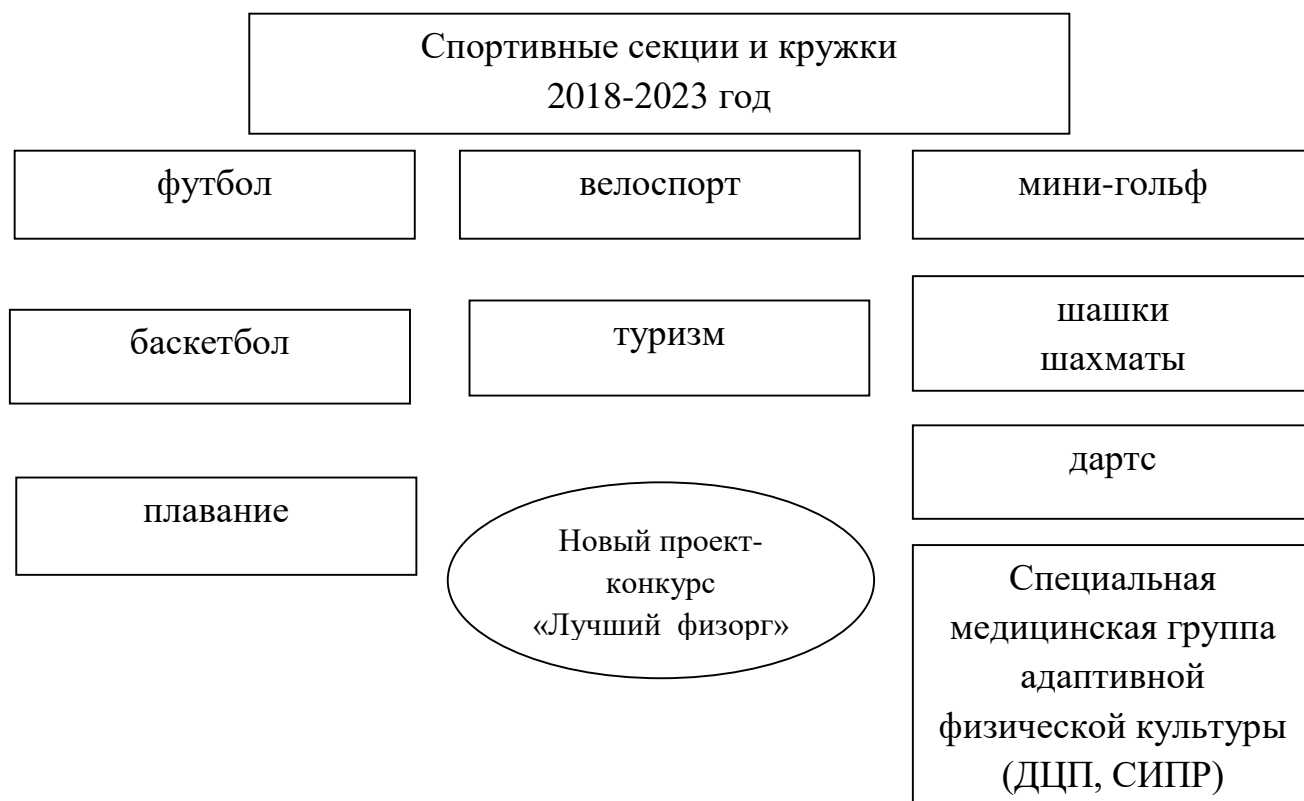 Спортивные секции и кружки
2018-2023 год
футбол
велоспорт
мини-гольф
баскетбол
туризм
шашки
шахматы
плавание
дартс
Новый проект-
конкурс
«Лучший физорг»
Специальная
медицинская группа
адаптивной
физической культуры
(ДЦП, СИПР)